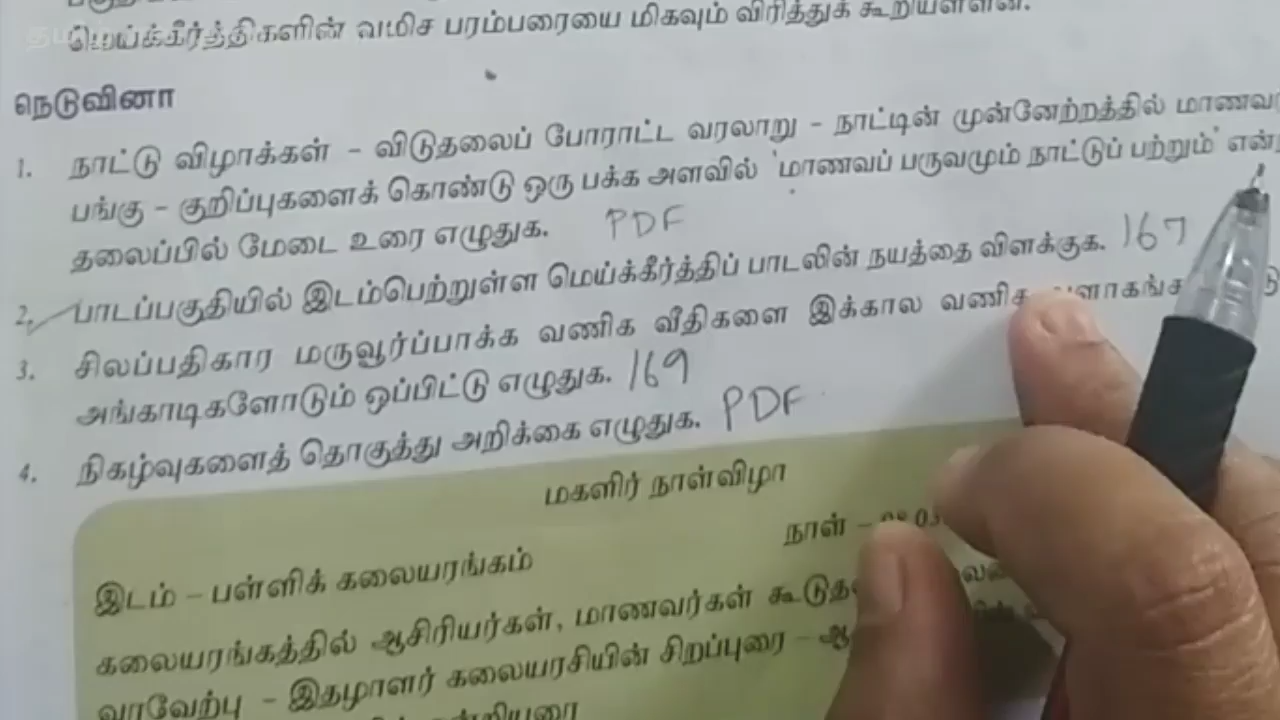 மெய்க்கீர்த்திகளின் வமிச பரம்பரையை மிகவும் விரித்துக் கூறியுள்ளன.
நெடுவினா
1. நாட்டு விழாக்கள் – விடுதலைப் போராட்ட வரலாறு – நாட்டின் முன்னேற்றத்தில்
பங்கு – குறிப்புகளைக் கொண்டு ஒரு பக்க அளவில் 'மாணவப் பருவமும் நாட்டுப் பற்றும்'
தலைப்பில் மேடை உரை எழுதுக. PDF
2. பாடப்பகுதியில் இடம்பெற்றுள்ள மெய்க்கீர்த்திப் பாடலின் நயத்தை விளக்குக. 167
3. சிலப்பதிகார மருவூர்ப்பாக்க வணிக வீதிகளை இக்கால வணிக
அங்காடிகளோடும் ஒப்பிட்டு எழுதுக. 169
4. நிகழ்வுகளைத் தொகுத்து அறிக்கை எழுதுக. PDF
மகளிர் நாள்விழா
இடம் – பள்ளிக் கலையரங்கம் நாள் –
கலையரங்கத்தில் ஆசிரியர்கள், மாணவர்கள்
வரவேற்பு – இதழாளர் கலையரசியின் சிறப்புரை –